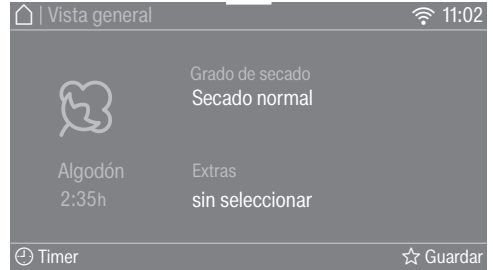 | Vista general
11:02
Grado de secado
Secado normal
Algodón
2:35h
Extras
sin seleccionar
Timer
Guardar